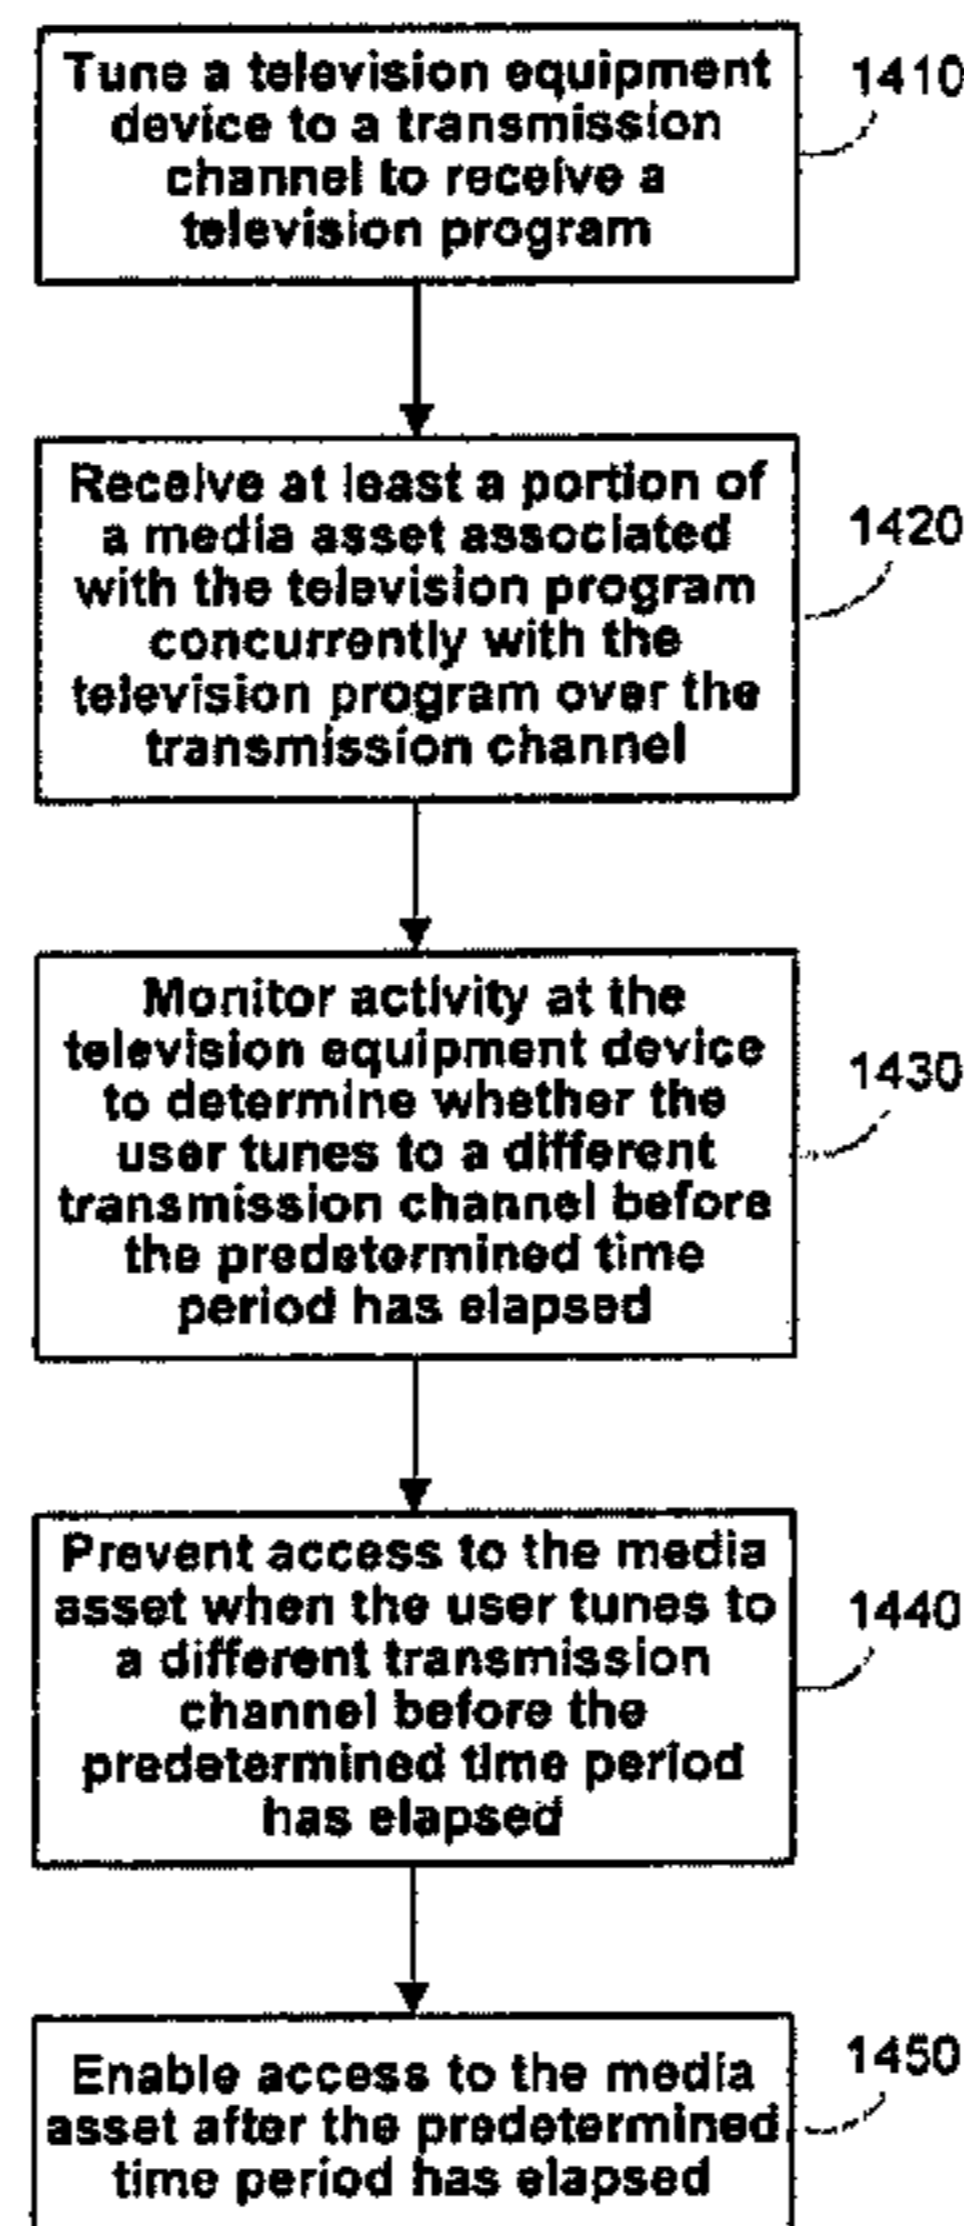 Tune a television equipment
device to a transmission
channel to receive a
television program
1410
Receive at least a portion of
a media asset associated
with the television program
concurrently with the
television program over the
transmission channel
1420
Monitor activity at the
television equipment device
to determine whether the
user tunes to a different
transmission channel before
the predetermined time
period has elapsed
1430
Prevent access to the media
asset when the user tunes to
a different transmission
channel before the
predetermined time period
has elapsed
1440
Enable access to the media
asset after the predetermined
time period has elapsed
1450